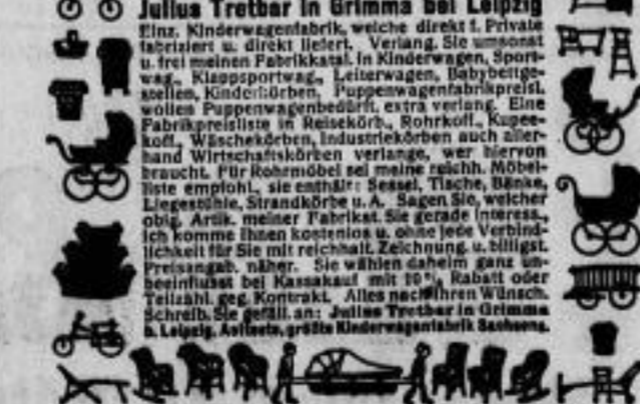 Julius Tretbar in Grimma bei Leipzig
Einz. Kinderwagenfabrik, welche direkt f. Private
fabriziert u. direkt liefert. Verlang. Sie umsonst
u. frei meinen Fabrikkatal. in Kinderwagen, Sport-
wag., Klappsportwag., Leiterwagen, Babybettge-
stellen, Kinderkörben. Puppenwagenfabrikpreisl.
wollen Puppenwagenbedürft. extra verlang. Eine
Fabrikpreisliste in Reisekörb., Rohrkoff., Kupee-
koff., Wäschekörben, Industriekörben auch aller-
hand Wirtschaftskörben verlange, wer hiervon
braucht. Für Rohrmöbel sei meine reichh. Möbel-
liste empfohl., sie enthält: Sessel, Tische, Bänke,
Liegestühle, Strandkörbe u. A. Sagen Sie, welcher
obig. Artik. meiner Fabrikat. Sie gerade interess.,
ich komme Ihnen kostenlos u. ohne jede Verbind-
lichkeit für Sie mit reichhalt. Zeichnung. u. billigst.
Preisangab. näher. Sie wählen daheim ganz un-
beeinflusst bei Kassakauf mit 10% Rabatt oder
Teilzahl. geg. Kontrakt. Alles nach Ihren Wünsch.
Schreib. Sie gefäll. an: Julius Tretbar in Grimma
b. Leipzig. größte Kinderwagenfabrik Sachsens.